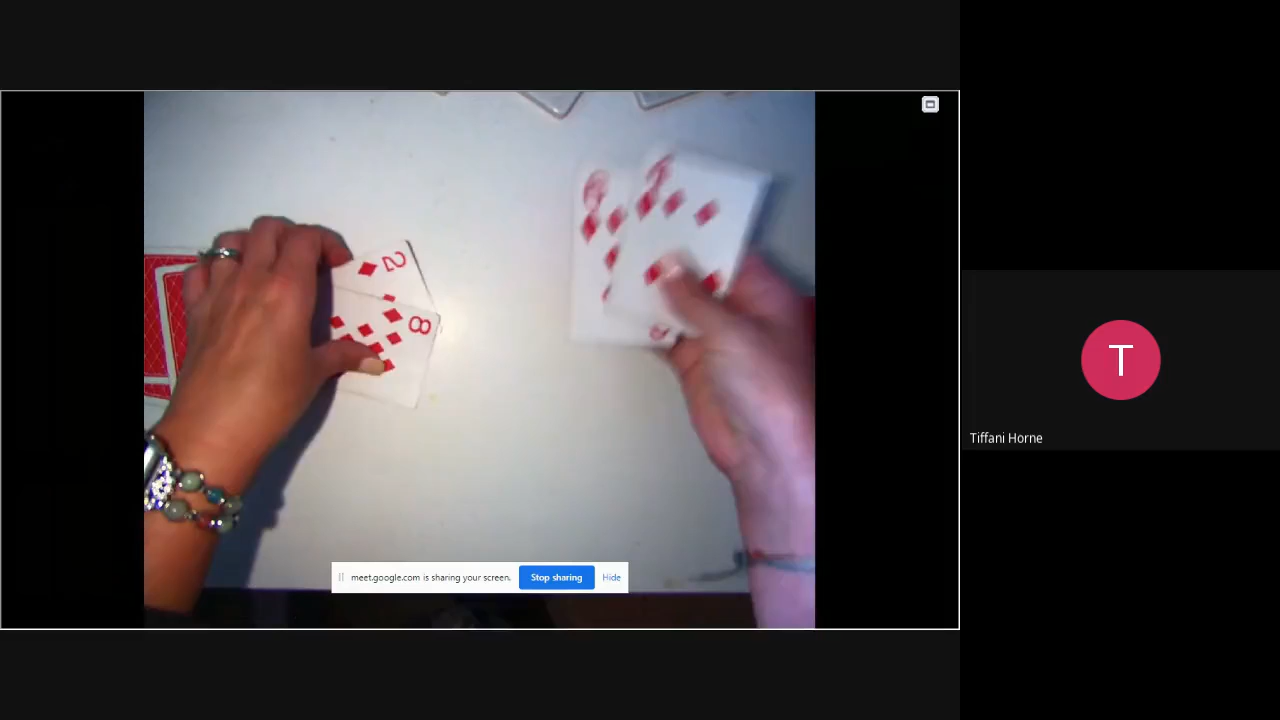 2
8
meet.google.com is sharing your screen.
Stop sharing
Hide
T
Tiffani Horne